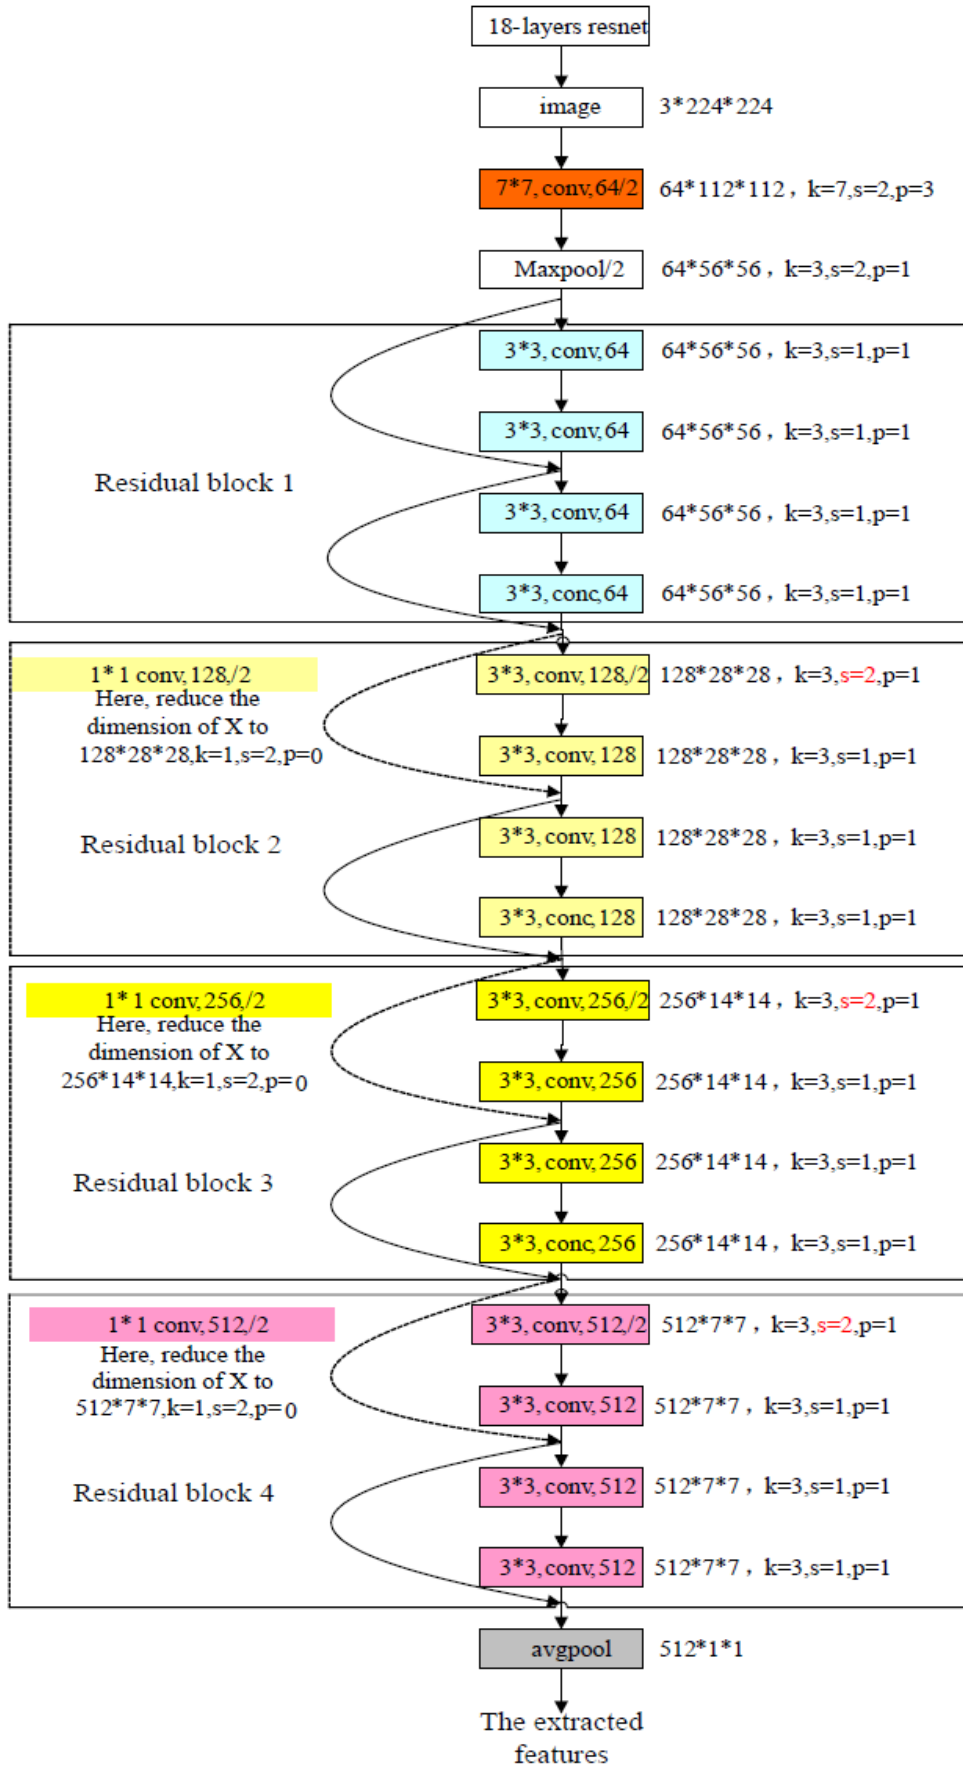 18-layers resnet
image 3*224*224
7*7, conv, 64/2 64*112*112，k=7,s=2,p=3
Maxpool/2 64*56*56，k=3,s=2,p=1
3*3, conv, 64 64*56*56，k=3,s=1,p=1
3*3, conv, 64 64*56*56，k=3,s=1,p=1
Residual block 1
3*3, conv, 64 64*56*56，k=3,s=1,p=1
3*3, conc, 64 64*56*56，k=3,s=1,p=1
1*1 conv, 128,/2 3*3, conv, 128,/2 128*28*28，k=3,s=2,p=1
Here, reduce the
dimension of X to
128*28*28,k=1,s=2,p=0
3*3, conv, 128 128*28*28，k=3,s=1,p=1
Residual block 2
3*3, conv, 128 128*28*28，k=3,s=1,p=1
3*3, conc, 128 128*28*28，k=3,s=1,p=1
1*1 conv, 256,/2 3*3, conv, 256,/2 256*14*14，k=3,s=2,p=1
Here, reduce the
dimension of X to
256*14*14,k=1,s=2,p=0
3*3, conv, 256 256*14*14，k=3,s=1,p=1
Residual block 3
3*3, conv, 256 256*14*14，k=3,s=1,p=1
3*3, conc, 256 256*14*14，k=3,s=1,p=1
1*1 conv, 512,/2 3*3, conv, 512,/2 512*7*7，k=3,s=2,p=1
Here, reduce the
dimension of X to
512*7*7,k=1,s=2,p=0
3*3, conv, 512 512*7*7，k=3,s=1,p=1
Residual block 4
3*3, conv, 512 512*7*7，k=3,s=1,p=1
3*3, conv, 512 512*7*7，k=3,s=1,p=1
avgpool 512*1*1
The extracted
features